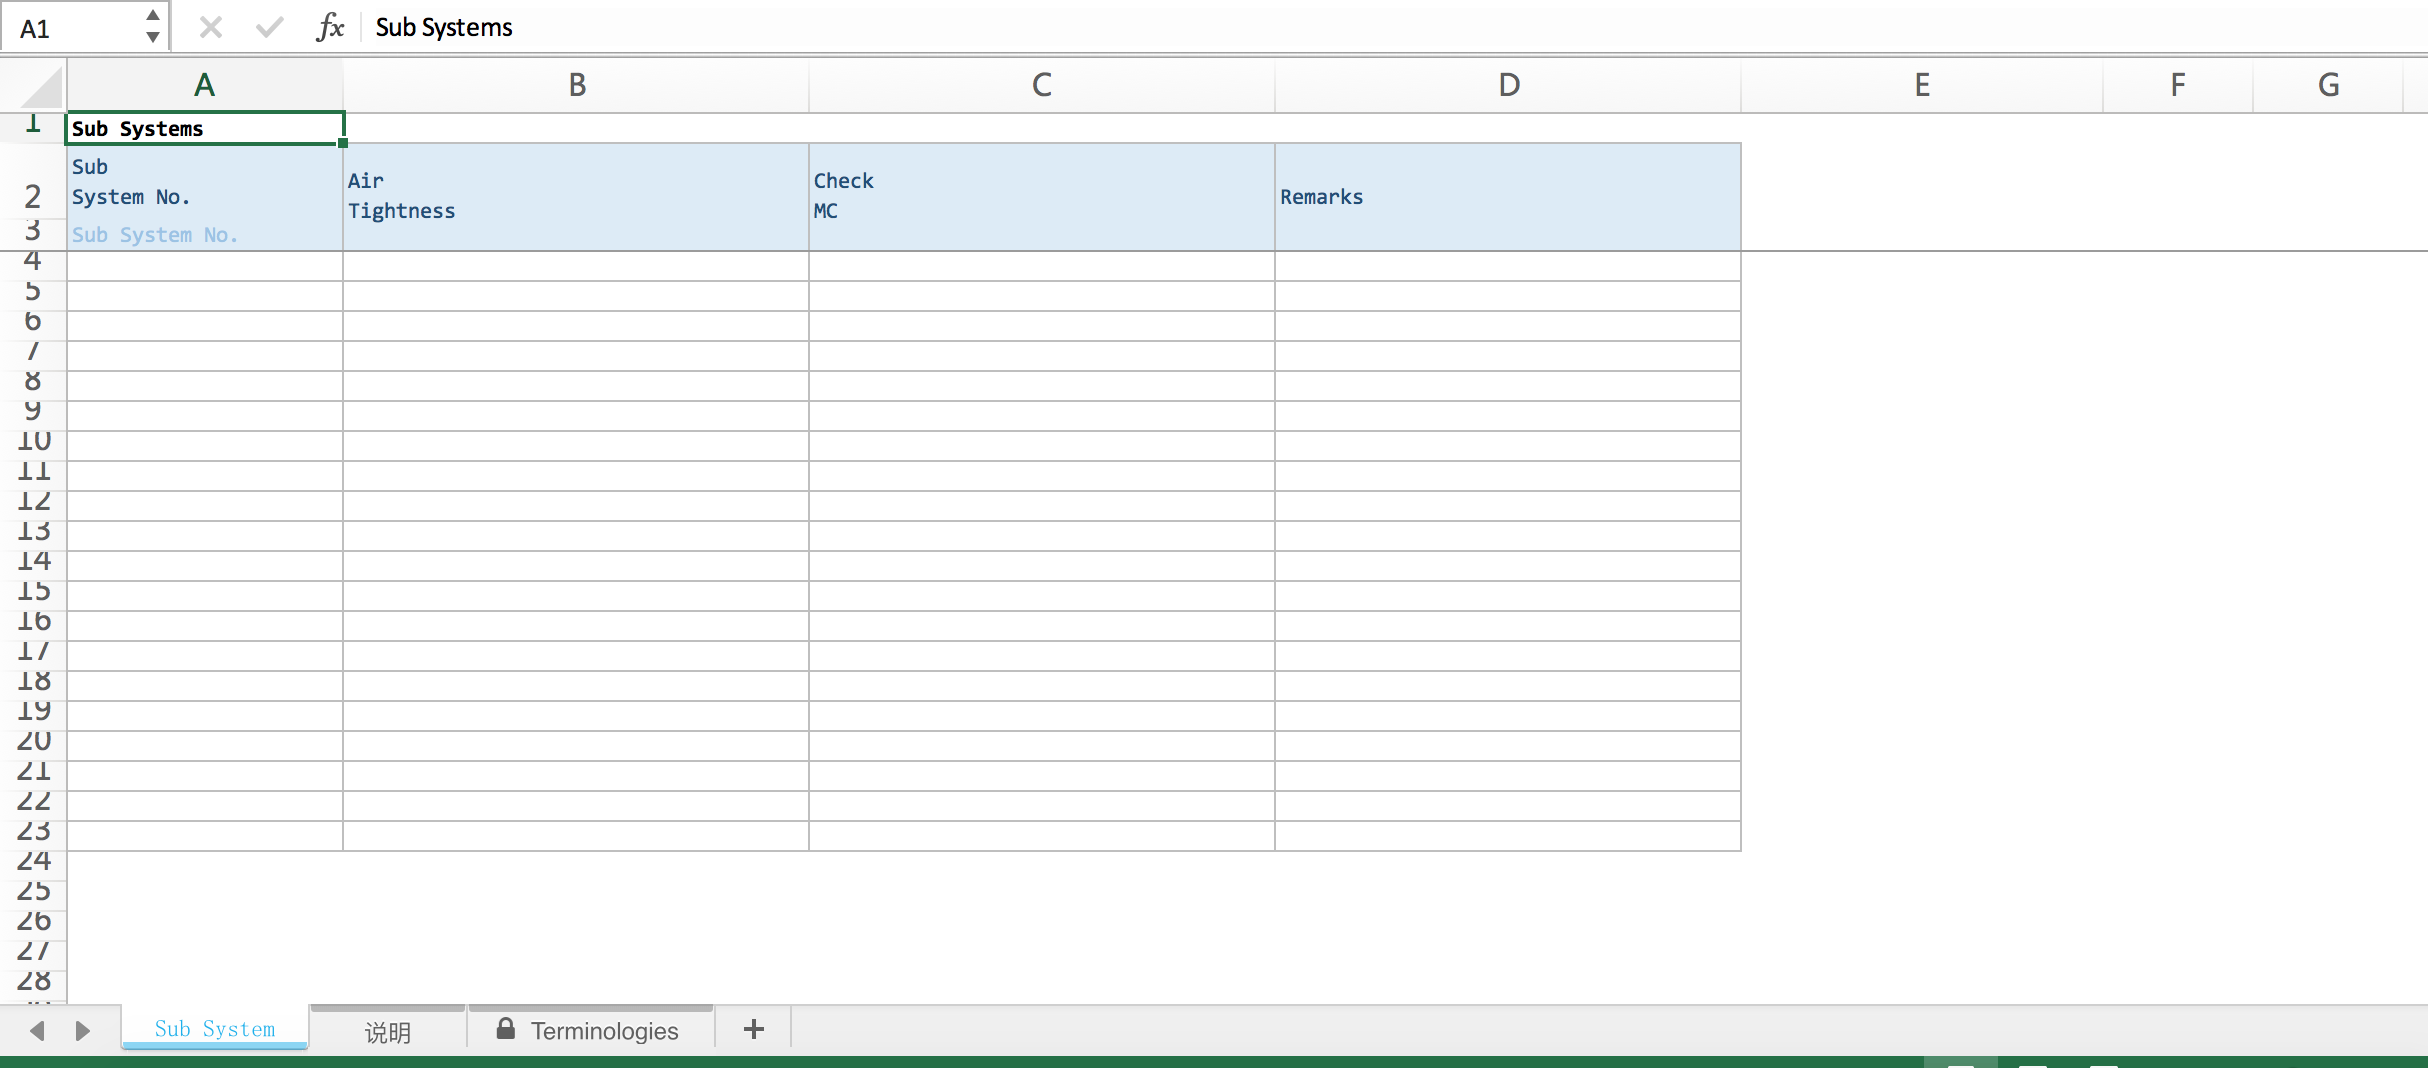 A1 fx Sub Systems
A B C D E F G
1 Sub Systems
2 Sub
System No. Air
Tightness Check
MC Remarks
3 Sub System No.
4
5
6
7
8
9
10
11
12
13
14
15
16
17
18
19
20
21
22
23
24
25
26
27
28
Sub System 说明 Terminologies +